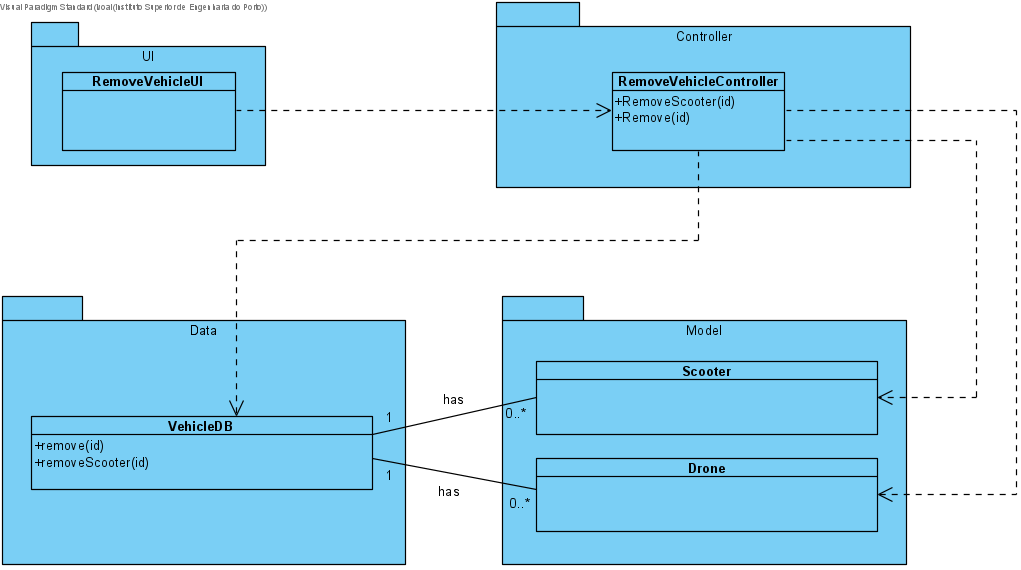 Visual Paradigm Standard (Isoal (Instituto Superior de Engenharia do Porto))
UI
RemoveVehicleUI
Controller
RemoveVehicleController
+RemoveScooter(id)
+Remove(id)
Data
VehicleDB
+remove(id)
+removeScooter(id)
1
has
0..*
1
has
0..*
Model
Scooter
Drone